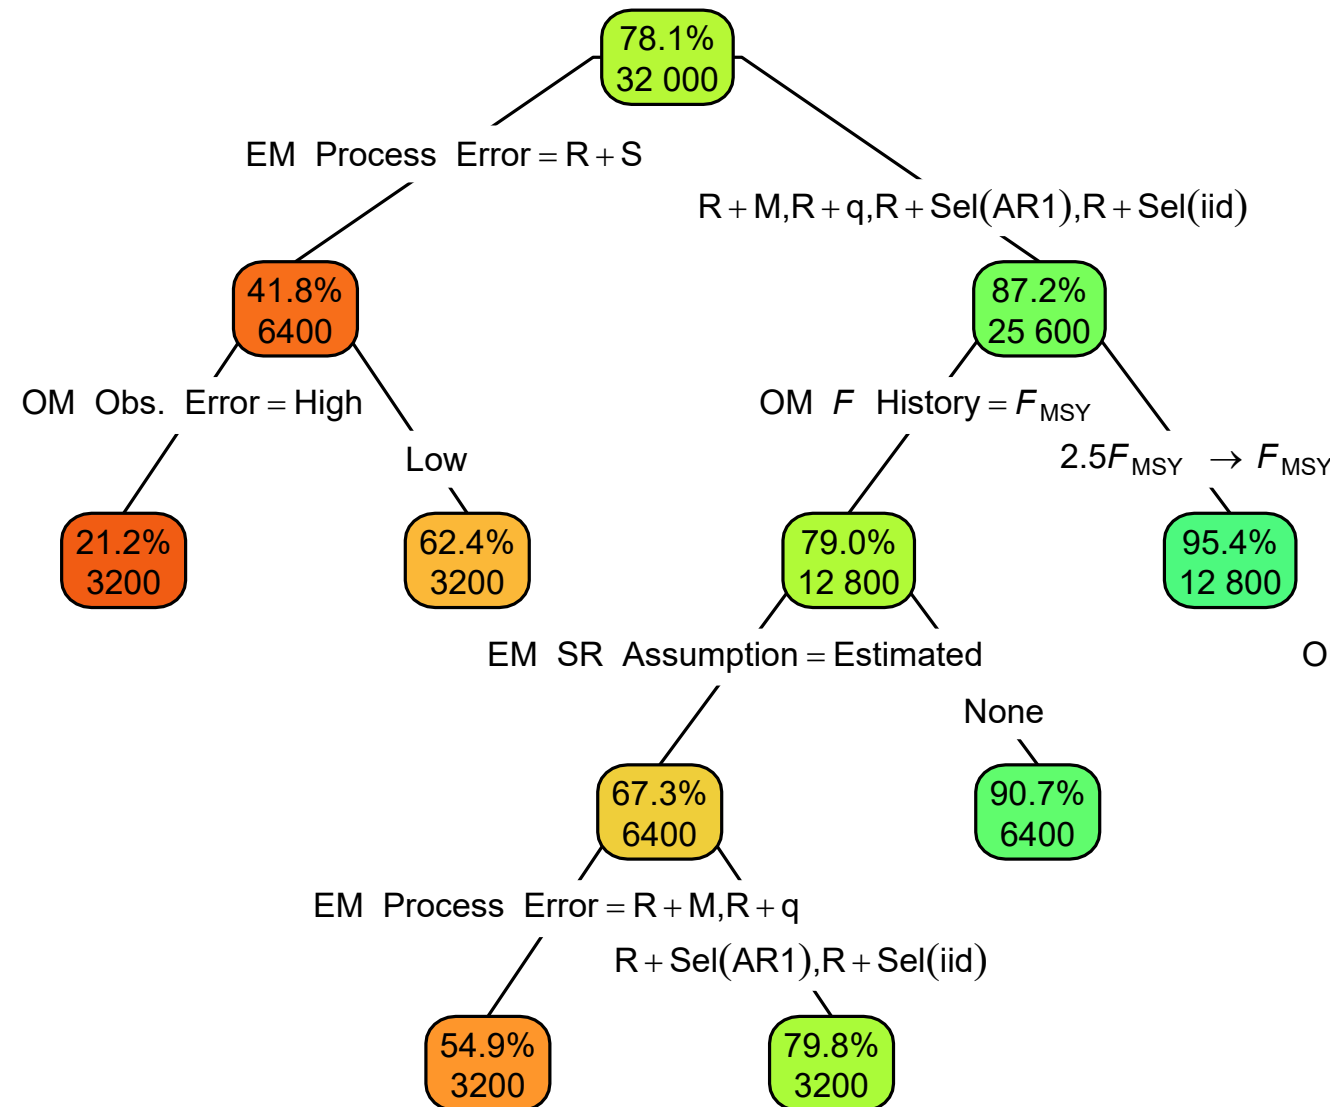 78.1%
32 000
EM Process Error = R + S
R + M,R + q,R + Sel(AR1),R + Sel(iid)
41.8%
6400
87.2%
25 600
OM Obs. Error = High
Low
OM F History = FMSY
2.5FMSY → FMSY
21.2%
3200
62.4%
3200
79.0%
12 800
95.4%
12 800
EM SR Assumption = Estimated
O
None
67.3%
6400
90.7%
6400
EM Process Error = R + M,R + q
R + Sel(AR1),R + Sel(iid)
54.9%
3200
79.8%
3200